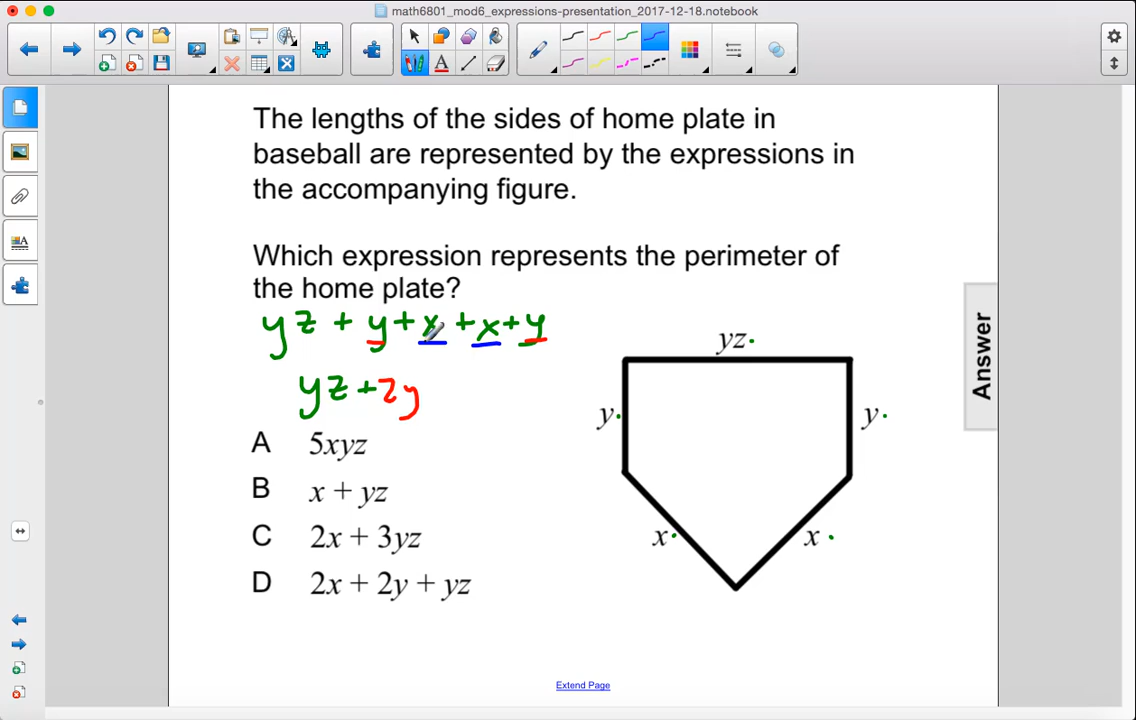 math6801_mod6_expressions-presentation_2017-12-18.notebook
The lengths of the sides of home plate in
baseball are represented by the expressions in
the accompanying figure.
Which expression represents the perimeter of
the home plate?
yz + y + x + x + y
yz + 2y
A 5xyz
B x + yz
C 2x + 3yz
D 2x + 2y + yz
yz
y
y
x
x
Answer
Extend Page